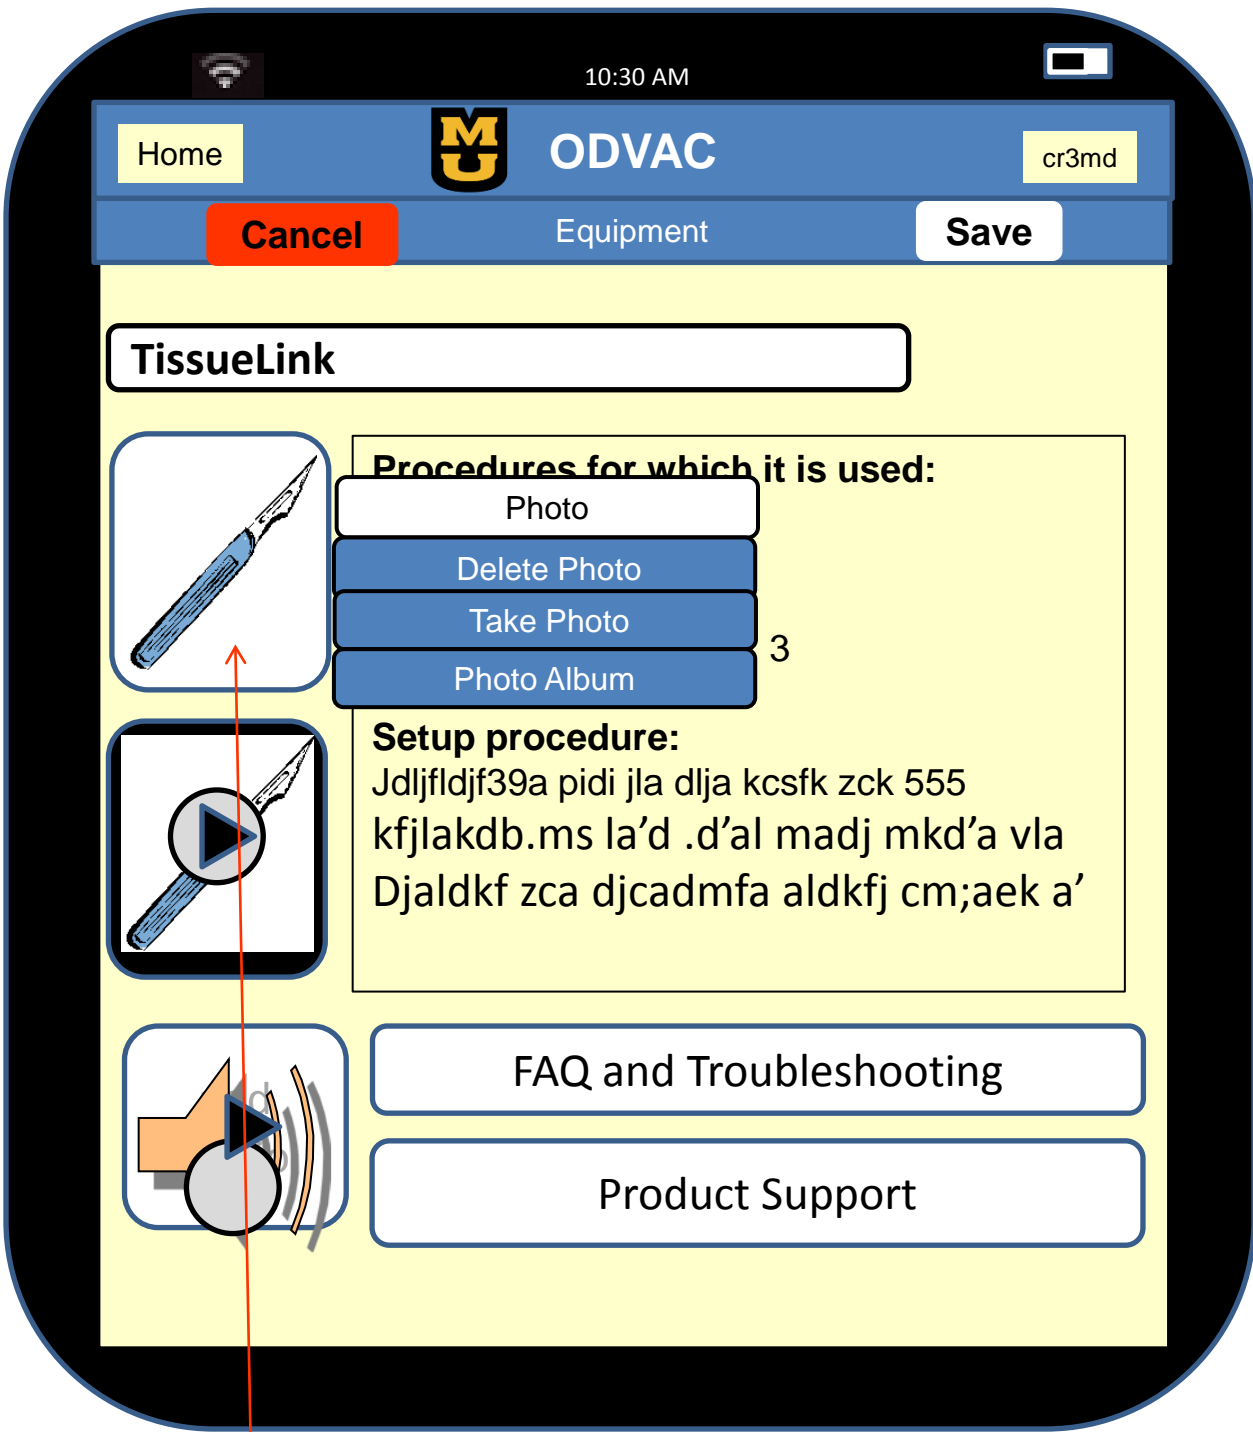 10:30 AM
Home
MU
ODVAC
cr3md
Cancel
Equipment
Save
TissueLink
Procedures for which it is used:
Photo
Delete Photo
Take Photo
3
Photo Album
Setup procedure:
Jdljfldjf39a pidi jla dlja kcsfk zck 555
kfjlakdb.ms la’d .d’al madj mkd’a vla
Djaldkf zca djcadmfa aldkfj cm;aek a’
FAQ and Troubleshooting
Product Support